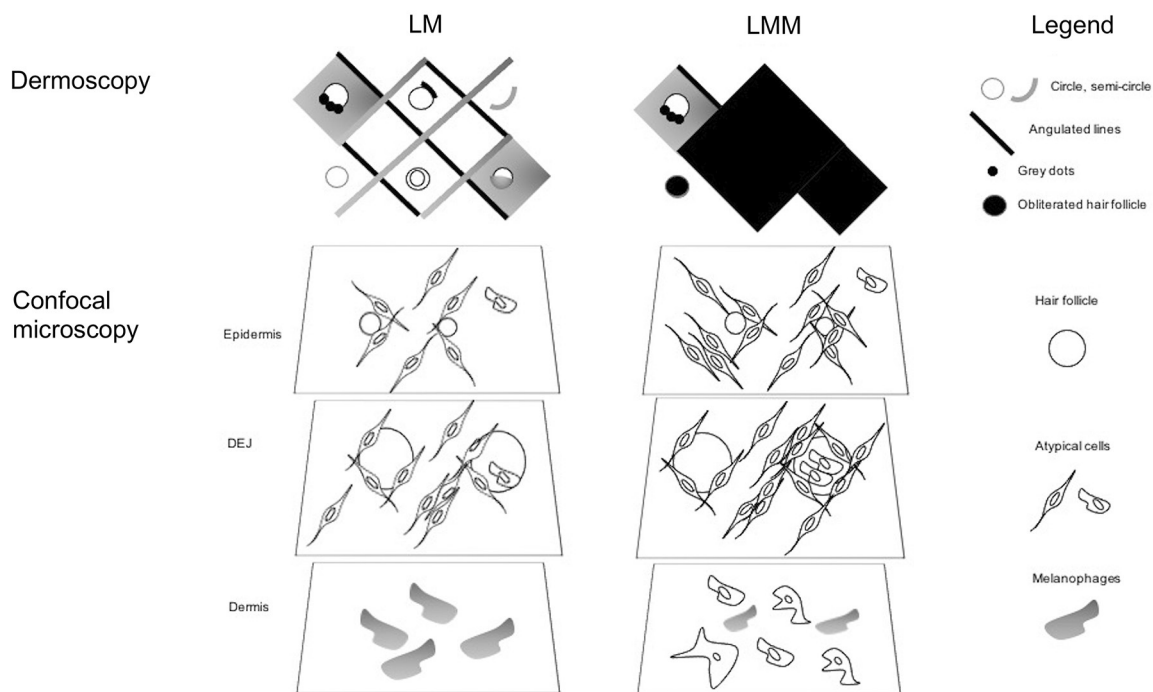 LM
LMM
Legend
Dermoscopy
Circle, semi-circle
Angulated lines
Grey dots
Obliterated hair follicle
Confocal
microscopy
Epidermis
Hair follicle
DEJ
Atypical cells
Dermis
Melanophages